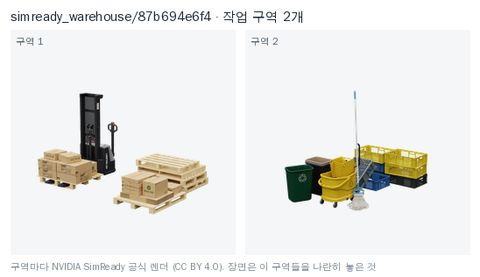 simready_warehouse/87b694e6f4 · 작업 구역 2개
구역 1
구역 2
구역마다 NVIDIA SimReady 공식 렌더 (CC BY 4.0). 장면은 이 구역들을 나란히 놓은 것